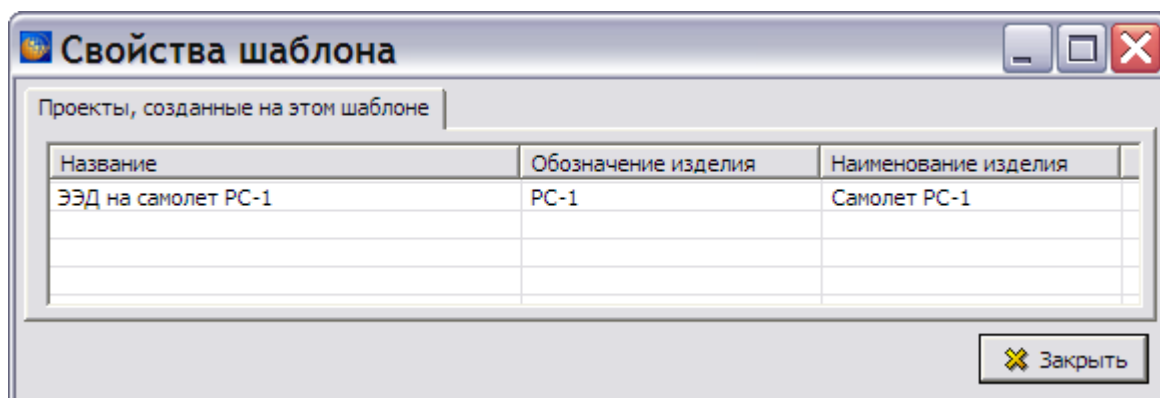 Свойства шаблона
Проекты, созданные на этом шаблоне
Название Обозначение изделия Наименование изделия
ЭЭД на самолет РС-1 РС-1 Самолет РС-1
Закрыть